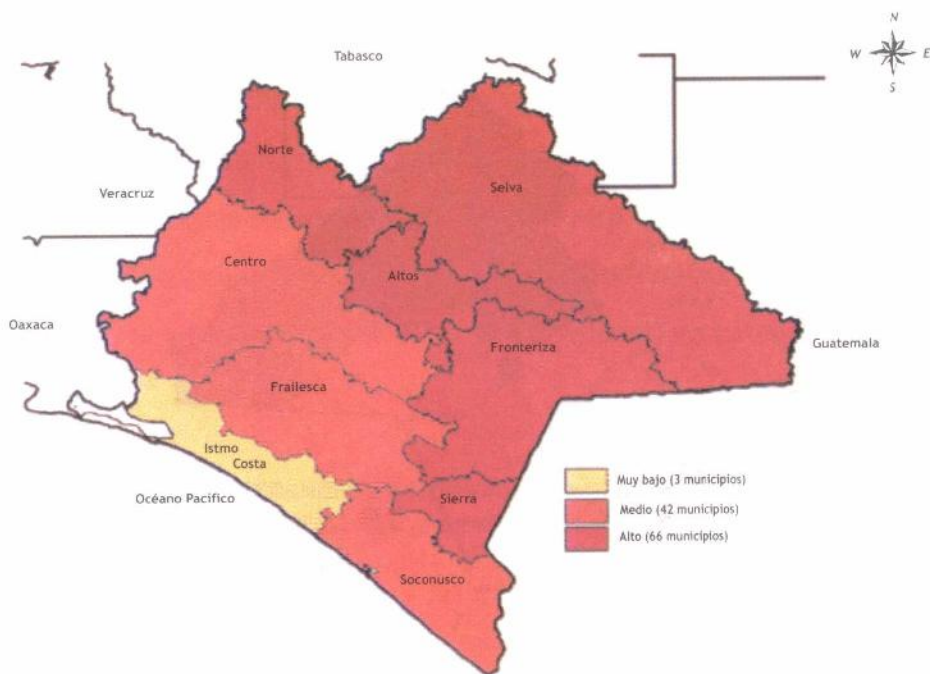 N
W E
S
Tabasco
Norte
Selva
Veracruz
Centro
Altos
Oaxaca
Fronteriza
Guatemala
Frailesca
Istmo
Costa
Océano Pacifico
Sierra
Soconusco
Muy bajo (3 municipios)
Medio (42 municipios)
Alto (66 municipios)